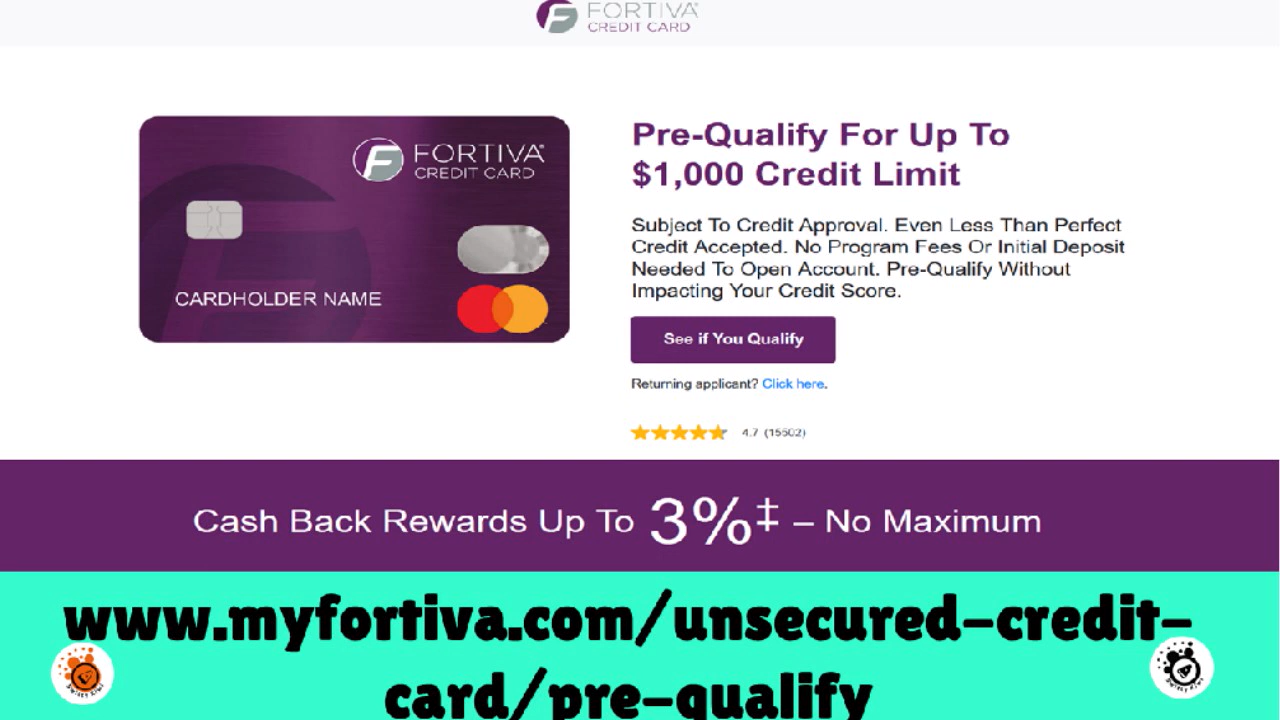 FORTIVA
CREDIT CARD
FORTIVA
CREDIT CARD
CARDHOLDER NAME
Pre-Qualify For Up To
$1,000 Credit Limit
Subject To Credit Approval. Even Less Than Perfect
Credit Accepted. No Program Fees Or Initial Deposit
Needed To Open Account. Pre-Qualify Without
Impacting Your Credit Score.
See if You Qualify
Returning applicant? Click here.
4.7 (15602)
Cash Back Rewards Up To 3%‡ – No Maximum
www.myfortiva.com/unsecured-credit-
card/pre-qualify